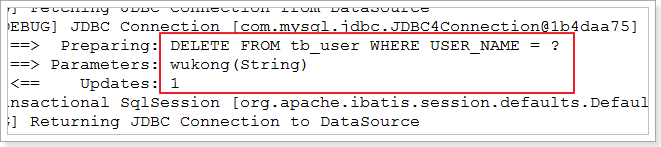 G] Fetching JDBC Connection from DataSource
DEBUG] JDBC Connection [com.mysql.jdbc.JDBC4Connection@1b4daa75]
==> Preparing: DELETE FROM tb_user WHERE USER_NAME = ?
==> Parameters: wukong(String)
<== Updates: 1
nsactional SqlSession [org.apache.ibatis.session.defaults.Defaul
G] Returning JDBC Connection to DataSource